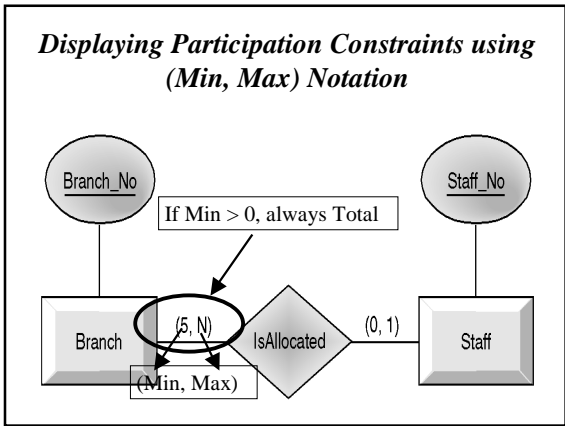 Displaying Participation Constraints using
(Min, Max) Notation
Branch_No
Staff_No
If Min > 0, always Total
Branch
(5, N)
IsAllocated
(0, 1)
Staff
(Min, Max)